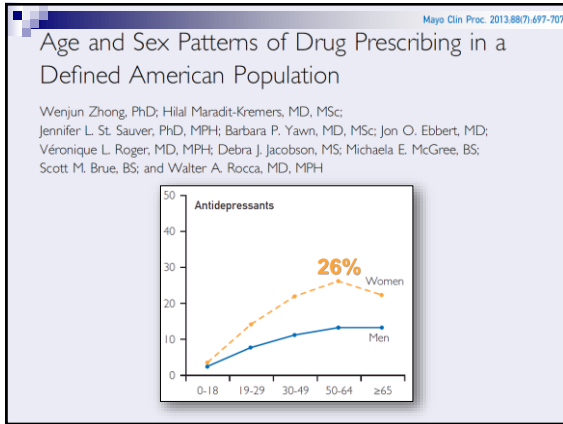 Mayo Clin Proc. 2013;88(7):697-707
Age and Sex Patterns of Drug Prescribing in a
Defined American Population
Wenjun Zhong, PhD; Hilal Maradit-Kremers, MD, MSc;
Jennifer L. St. Sauver, PhD, MPH; Barbara P. Yawn, MD, MSc; Jon O. Ebbert, MD;
Véronique L. Roger, MD, MPH; Debra J. Jacobson, MS; Michaela E. McGree, BS;
Scott M. Brue, BS; and Walter A. Rocca, MD, MPH
50
Antidepressants
40
30
26%
Women
20
10
Men
0
0-18 19-29 30-49 50-64 ≥65